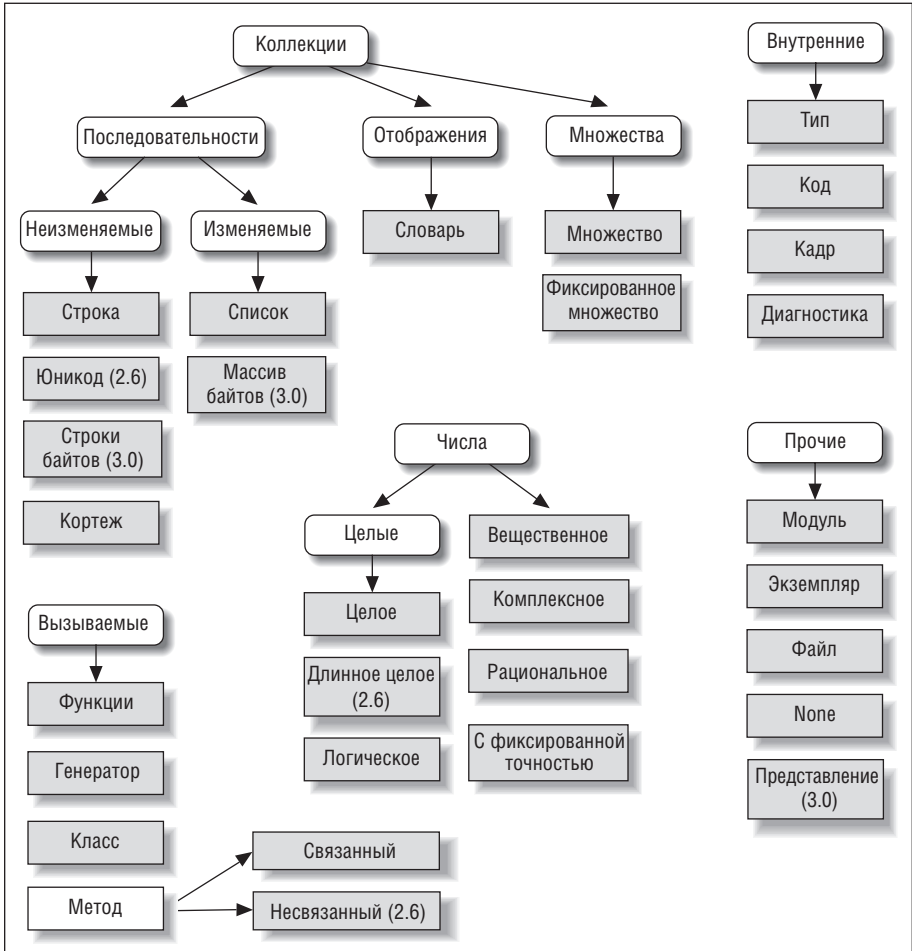 Коллекции
Последовательности
Отображения
Множества
Неизменяемые
Изменяемые
Словарь
Множество
Фиксированное
множество
Строка
Юникод (2.6)
Строки
байтов (3.0)
Кортеж
Список
Массив
байтов (3.0)
Внутренние
Тип
Код
Кадр
Диагностика
Числа
Целые
Целое
Длинное целое
(2.6)
Логическое
Вещественное
Комплексное
Рациональное
С фиксированной
точностью
Прочие
Модуль
Экземпляр
Файл
None
Представление
(3.0)
Вызываемые
Функции
Генератор
Класс
Метод
Связанный
Несвязанный (2.6)